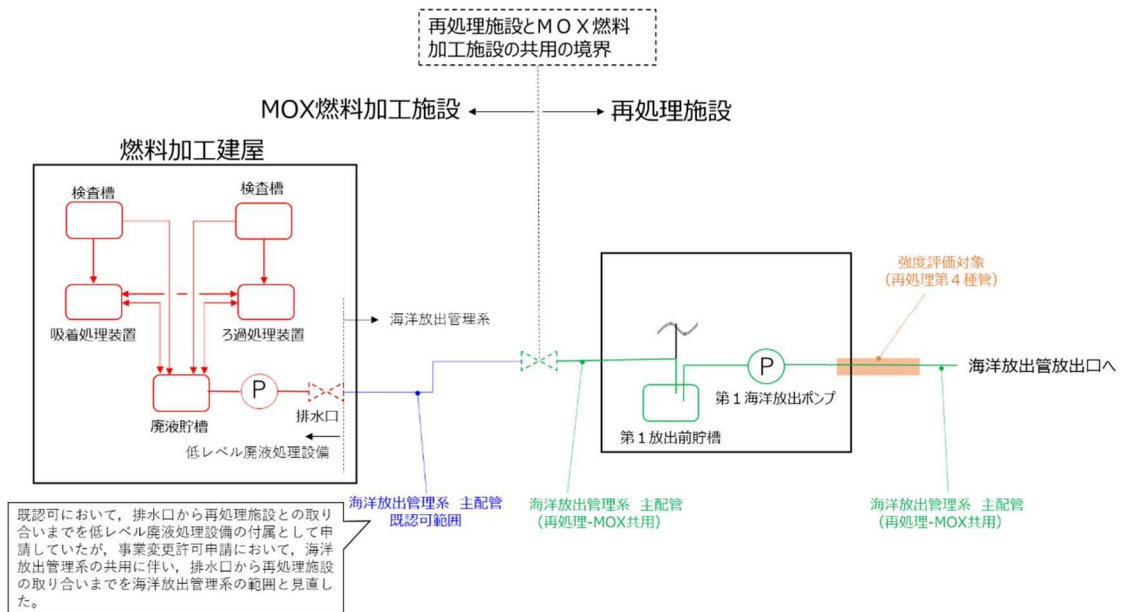 再処理施設とMOX燃料
加工施設の共用の境界
MOX燃料加工施設
再処理施設
燃料加工建屋
検査槽
検査槽
吸着処理装置
ろ過処理装置
海洋放出管理系
廃液貯槽
P
排水口
低レベル廃液処理設備
P
第1海洋放出ポンプ
第1放出前貯槽
強度評価対象
(再処理第4種管)
海洋放出管放出口へ
海洋放出管理系 主配管
既認可範囲
海洋放出管理系 主配管
(再処理-MOX共用)
海洋放出管理系 主配管
(再処理-MOX共用)
既認可において,排水口から再処理施設との取り
合いまでを低レベル廃液処理設備の付属として申
請していたが,事業変更許可申請において,海洋
放出管理系の共用に伴い,排水口から再処理施設
の取り合いまでを海洋放出管理系の範囲と見直し
た。